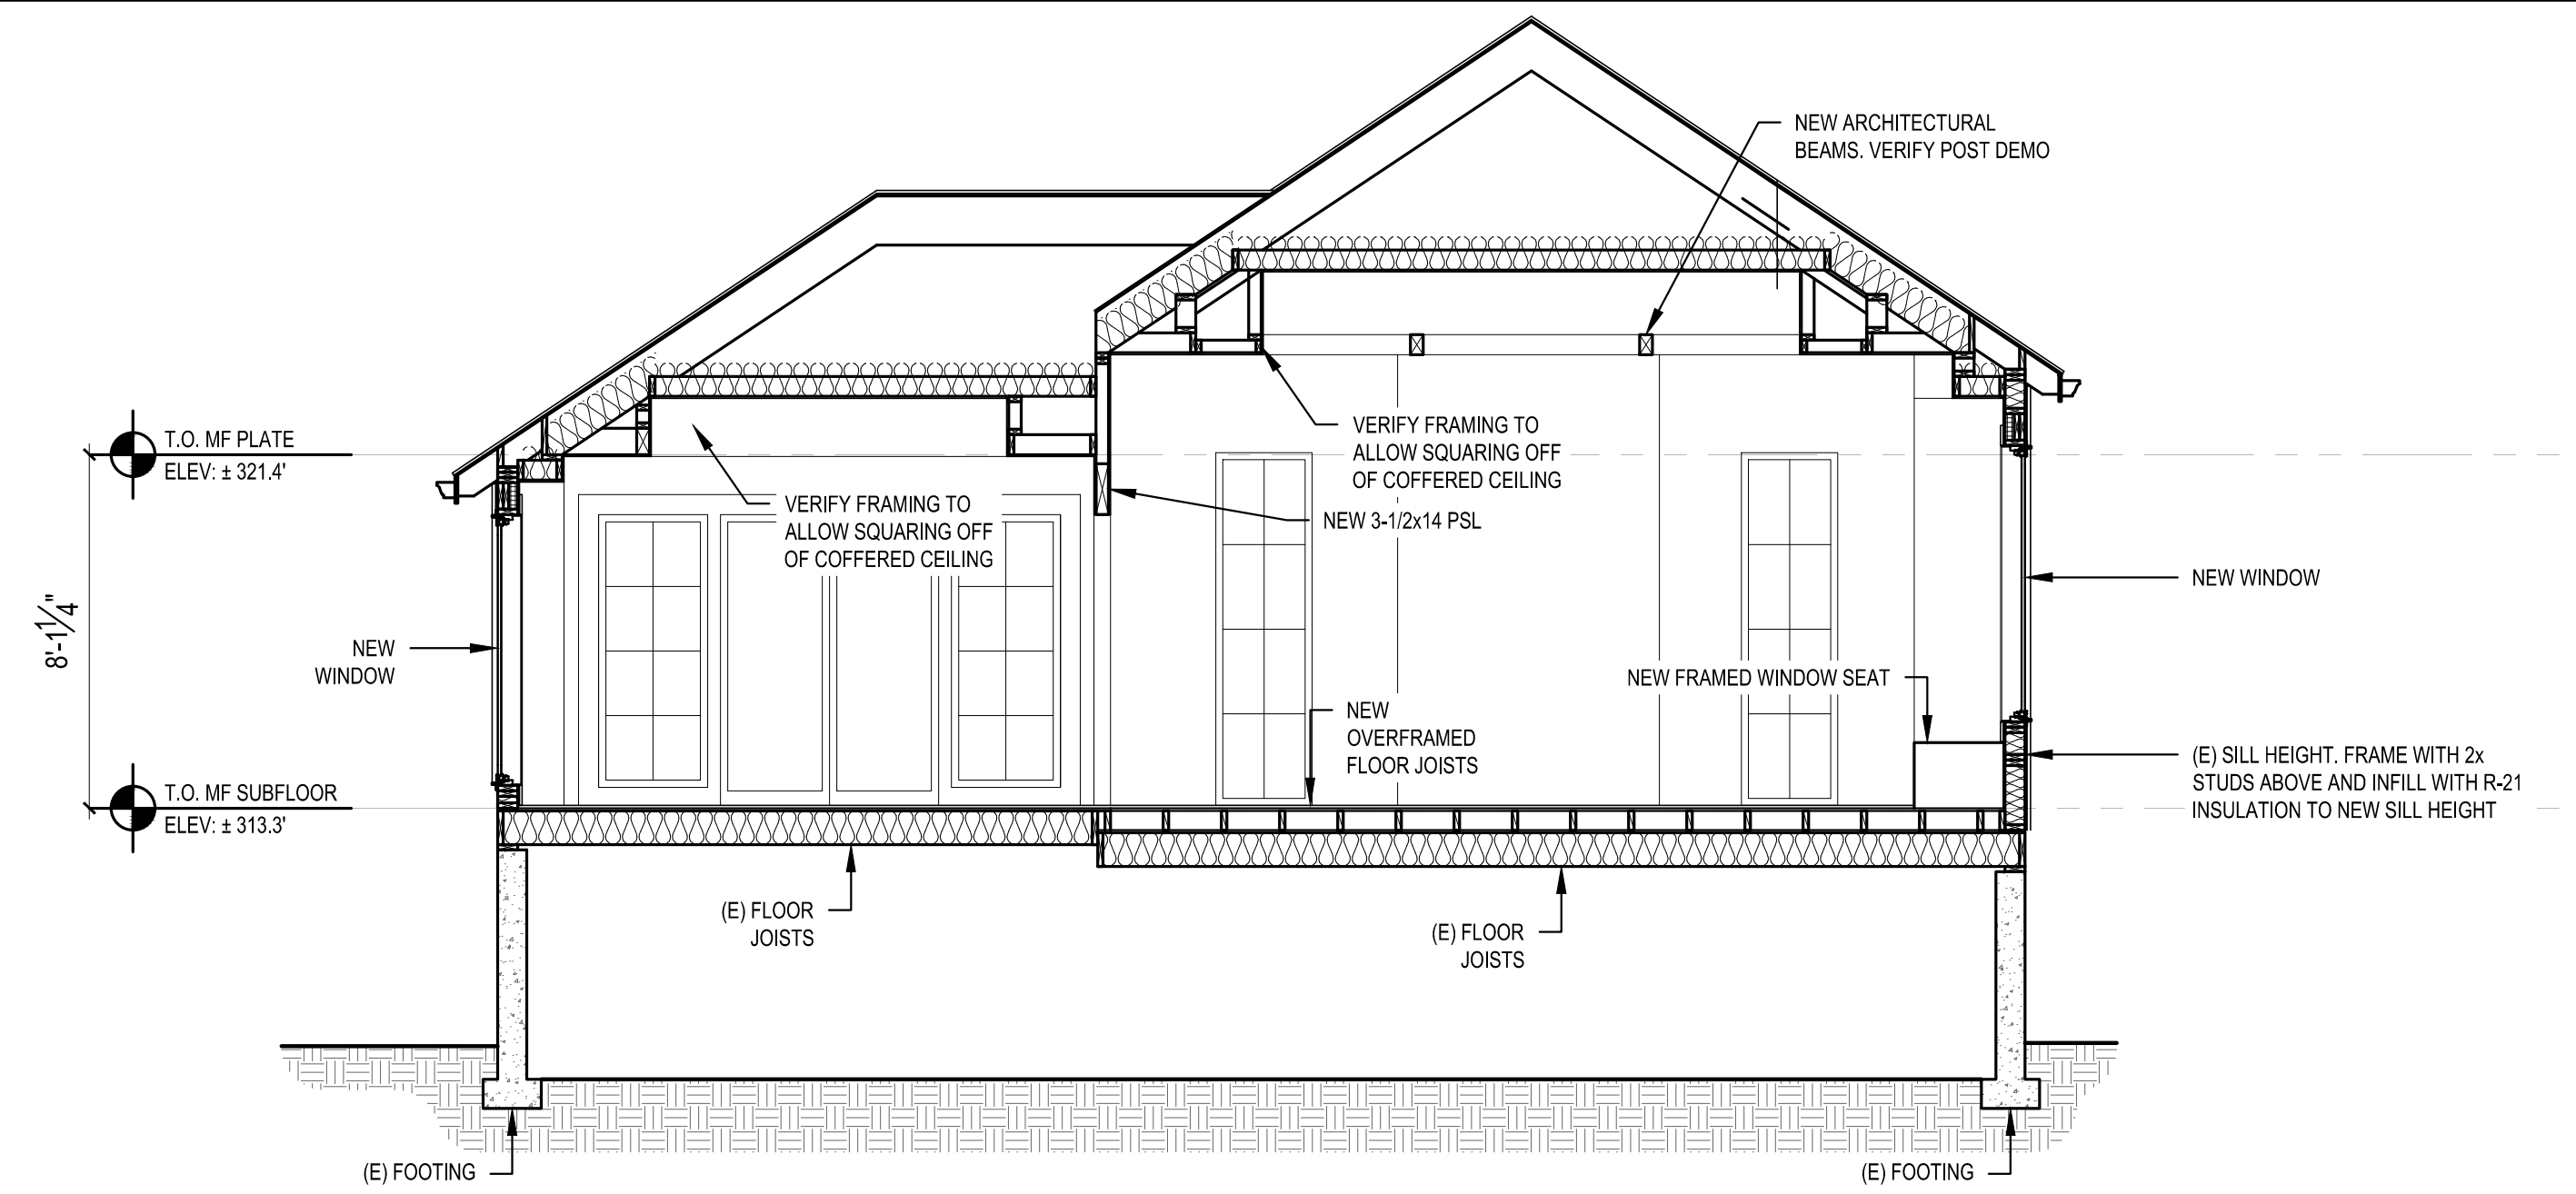 NEW ARCHITECTURAL
BEAMS. VERIFY POST DEMO
T.O. MF PLATE
ELEV: ± 321.4'
VERIFY FRAMING TO
ALLOW SQUARING OFF
OF COFFERED CEILING
VERIFY FRAMING TO
ALLOW SQUARING OFF
OF COFFERED CEILING
NEW 3-1/2x14 PSL
NEW WINDOW
8'-1 1/4"
NEW
WINDOW
NEW FRAMED WINDOW SEAT
NEW
OVERFRAMED
FLOOR JOISTS
(E) SILL HEIGHT. FRAME WITH 2x
STUDS ABOVE AND INFILL WITH R-21
INSULATION TO NEW SILL HEIGHT
T.O. MF SUBFLOOR
ELEV: ± 313.3'
(E) FLOOR
JOISTS
(E) FLOOR
JOISTS
(E) FOOTING
(E) FOOTING